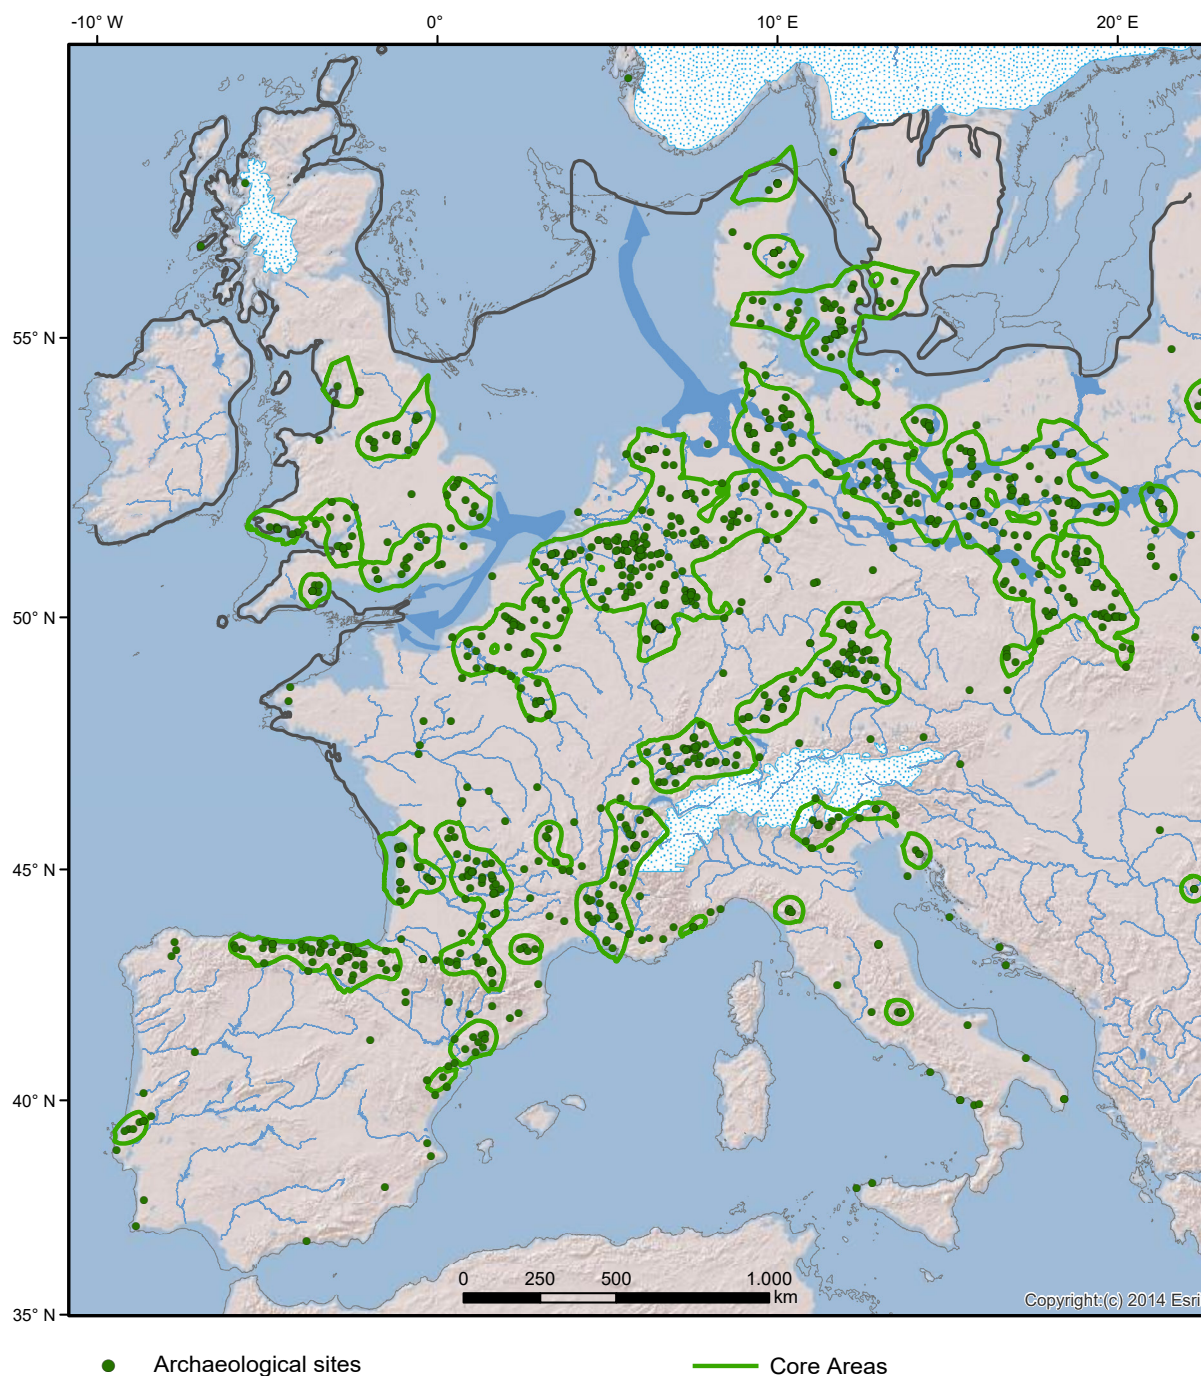 -10° W 0° 10° E 20° E
55° N
50° N
45° N
40° N
35° N
0 250 500 1.000
km
Copyright:(c) 2014 Esri
Archaeological sites Core Areas